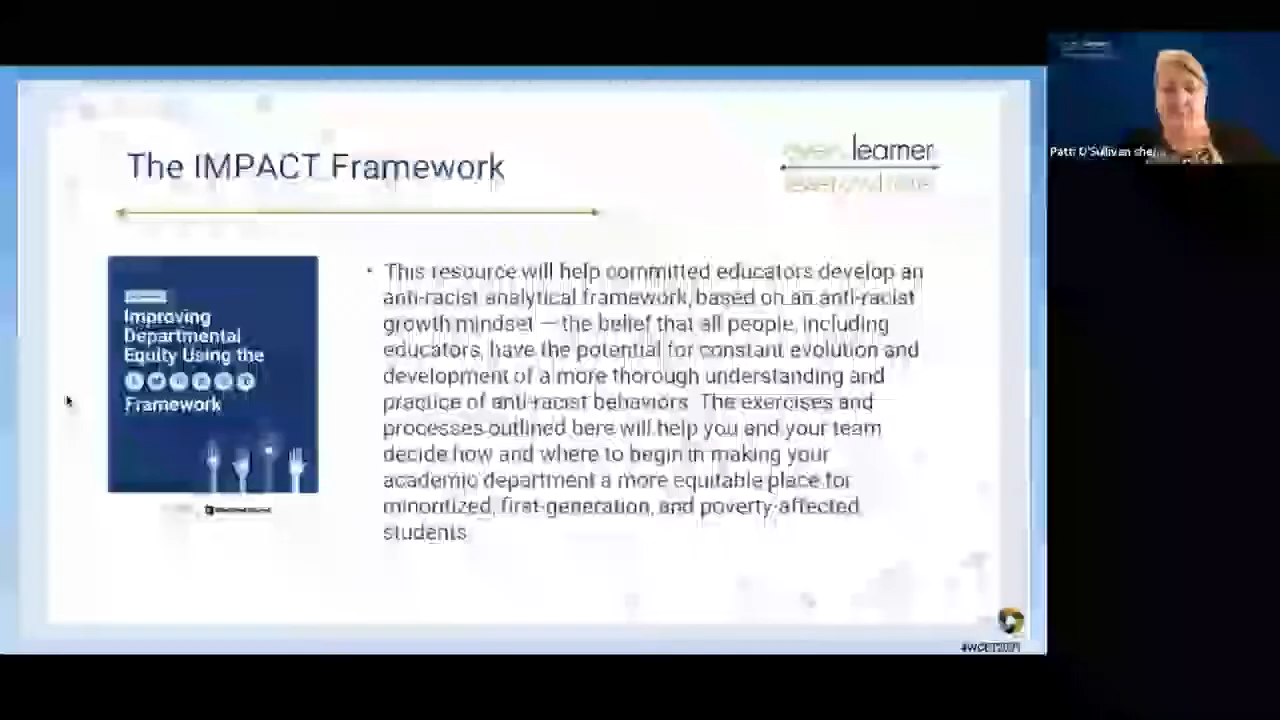 The IMPACT Framework
every learner
everywhere
Patti O'Sullivan she/
Improving
Departmental
Equity Using the
Framework
• This resource will help committed educators develop an
anti-racist analytical framework, based on an anti-racist
growth mindset — the belief that all people, including
educators, have the potential for constant evolution and
development of a more thorough understanding and
practice of anti-racist behaviors. The exercises and
processes outlined here will help you and your team
decide how and where to begin in making your
academic department a more equitable place for
minoritized, first-generation, and poverty-affected
students.
#WCET2021